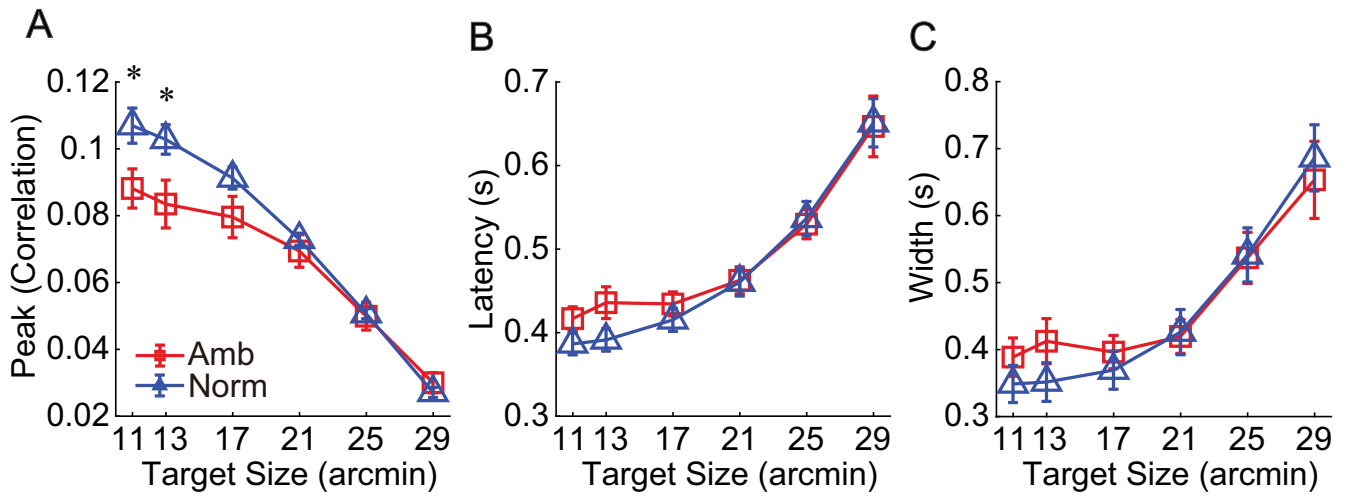 A
Peak (Correlation)
0.12
0.1
0.08
0.06
0.04
0.02
* *
Amb
Norm
11 13 17 21 25 29
Target Size (arcmin)
B
Latency (s)
0.7
0.6
0.5
0.4
0.3
11 13 17 21 25 29
Target Size (arcmin)
C
Width (s)
0.8
0.7
0.6
0.5
0.4
0.3
11 13 17 21 25 29
Target Size (arcmin)